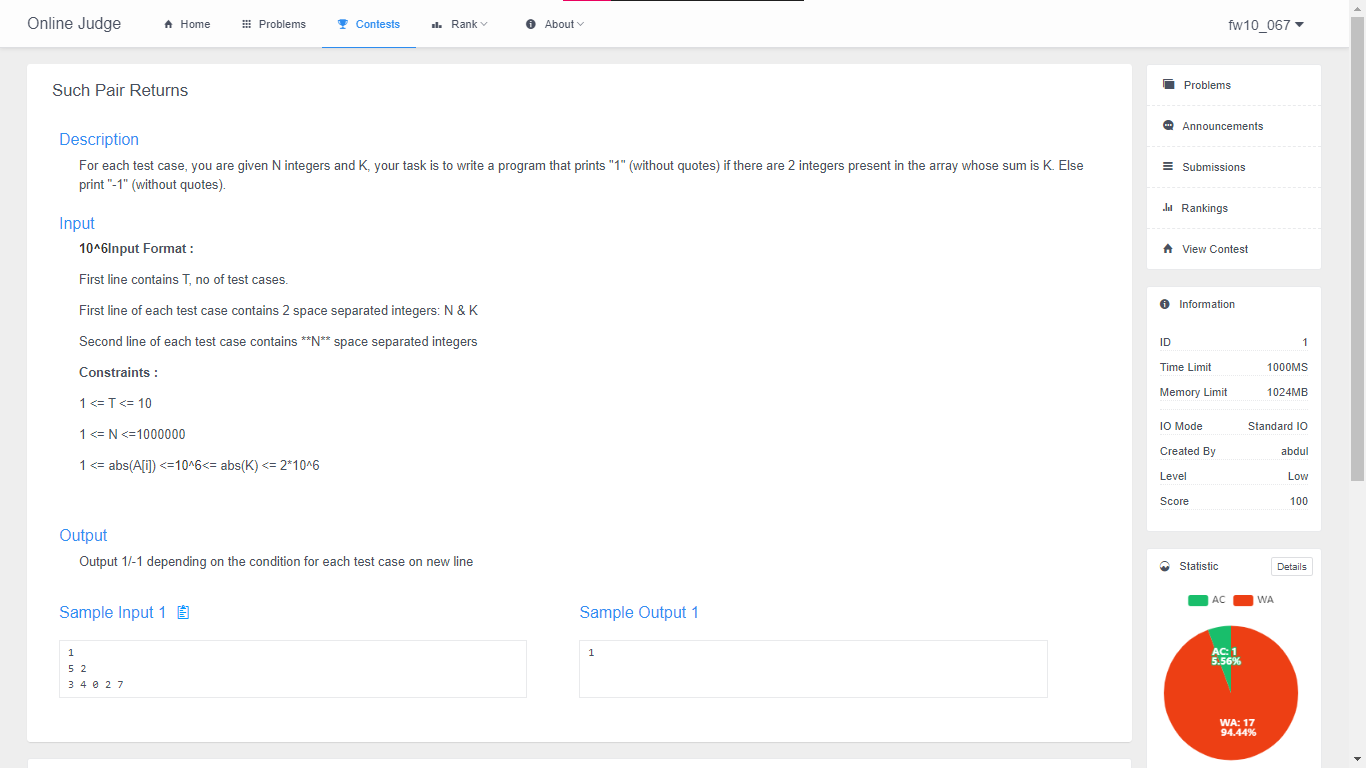 Online Judge
Home
Problems
Contests
Rank
About
fw10_067
Such Pair Returns
Description
For each test case, you are given N integers and K, your task is to write a program that prints "1" (without quotes) if there are 2 integers present in the array whose sum is K. Else
print "-1" (without quotes).
Input
10^6Input Format :
First line contains T, no of test cases.
First line of each test case contains 2 space separated integers: N & K
Second line of each test case contains **N** space separated integers
Constraints :
1 <= T <= 10
1 <= N <=1000000
1 <= abs(A[i]) <=10^6<= abs(K) <= 2*10^6
Output
Output 1/-1 depending on the condition for each test case on new line
Sample Input 1
1
5 2
3 4 0 2 7
Sample Output 1
1
Problems
Announcements
Submissions
Rankings
View Contest
Information
ID 1
Time Limit 1000MS
Memory Limit 1024MB
IO Mode Standard IO
Created By abdul
Level Low
Score 100
Statistic Details
AC WA
AC: 1
5.56%
WA: 17
94.44%